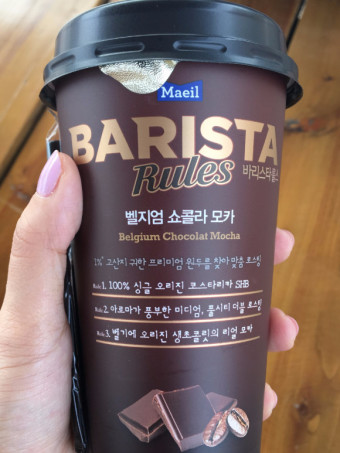 Maeil
BARISTA
Rules 바리스타룰스
벨지엄 쇼콜라 모카
Belgium Chocolat Mocha
1% 고산지 귀한 프리미엄 원두를 찾아 맞춤 로스팅
Rule 1. 100% 싱글 오리진 코스타리카 SHB
Rule 2. 아로마가 풍부한 미디엄, 풀시티 더블 로스팅
Rule 3. 벨기에 오리진 생초콜릿의 리얼 모카